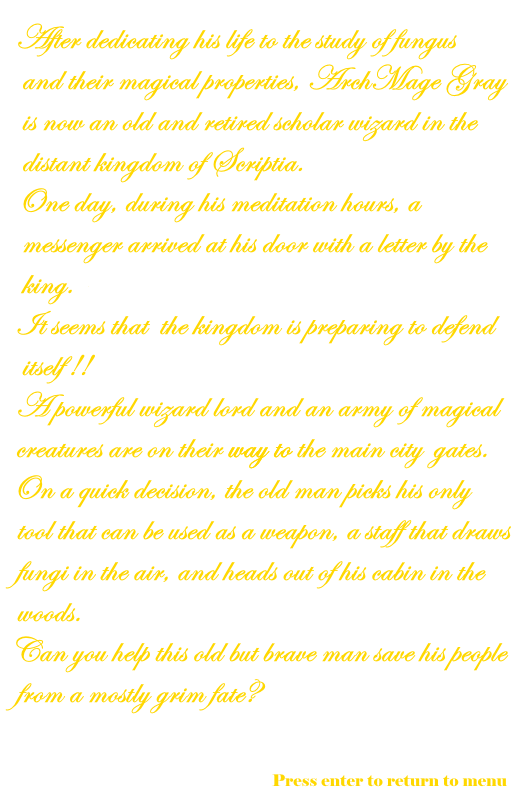 After dedicating his life to the study of fungus
and their magical properties, ArchMage Gray
is now an old and retired scholar wizard in the
distant kingdom of Scriptia.
One day, during his meditation hours, a
messenger arrived at his door with a letter by the
king.
It seems that the kingdom is preparing to defend
itself !!
A powerful wizard lord and an army of magical
creatures are on their way to the main city gates.
On a quick decision, the old man picks his only
tool that can be used as a weapon, a staff that draws
fungi in the air, and heads out of his cabin in the
woods.
Can you help this old but brave man save his people
from a mostly grim fate?
Press enter to return to menu